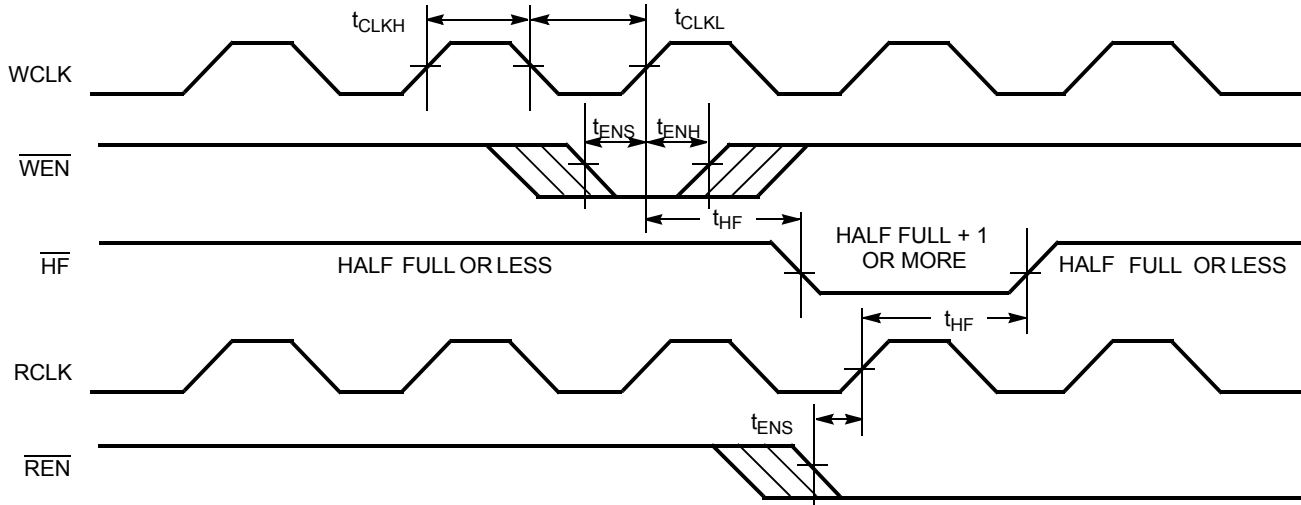 tCLKH
tCLKL
WCLK
tENS
tENH
WEN
tHF
HF
HALF FULL OR LESS
HALF FULL + 1
OR MORE
HALF FULL OR LESS
tHF
RCLK
tENS
REN